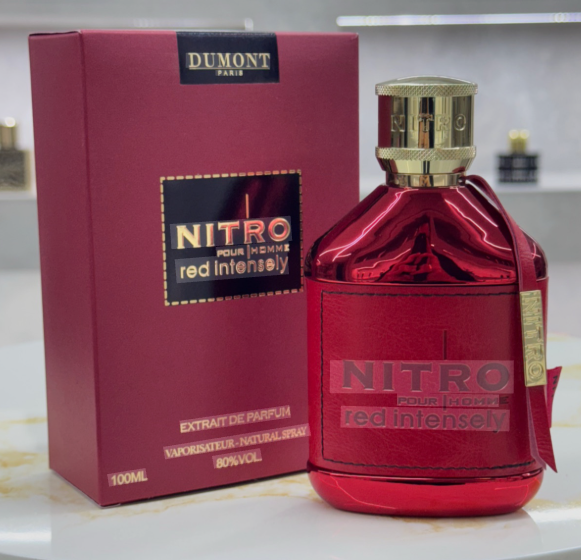 DUMONT
PARIS
NITRO
POUR HOMME
red intensely
EXTRAIT DE PARFUM
VAPORISATEUR - NATURAL SPRAY
80%VOL.
100ML
NITRO
NITRO
POUR HOMME
red intensely
NITRO